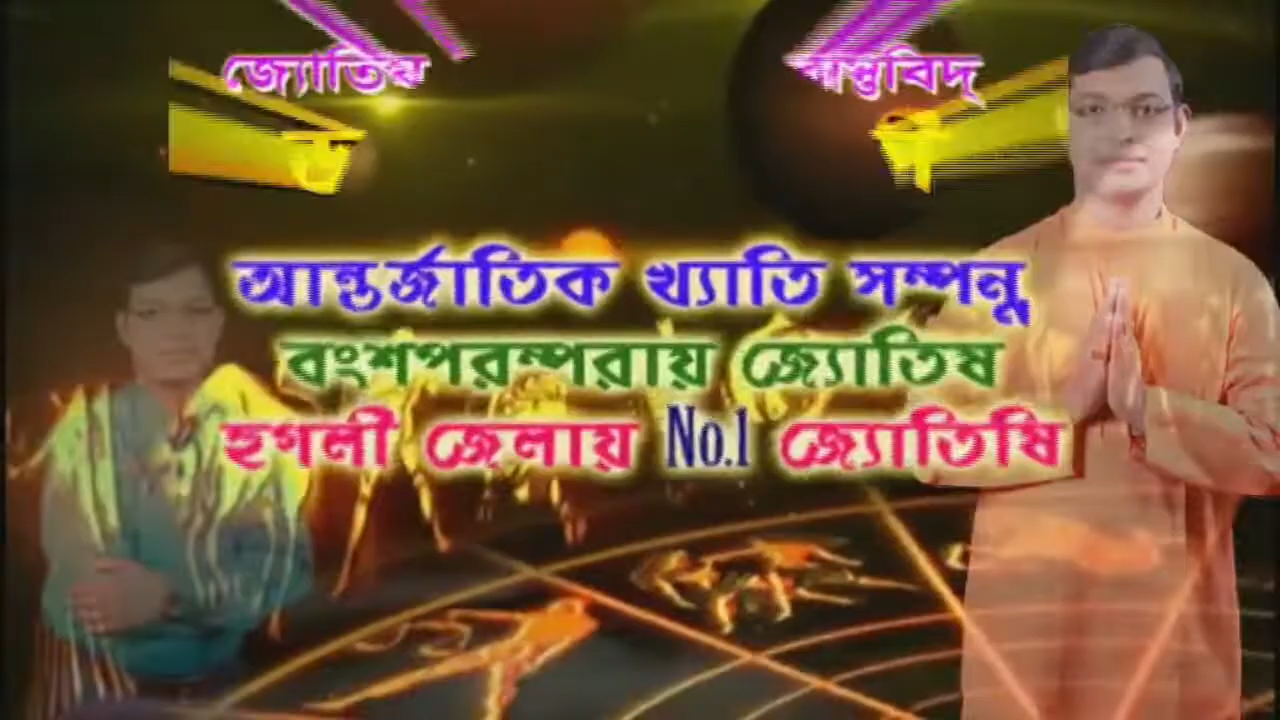 জ্যোতিষ বাস্তুবিদ্
আন্তর্জাতিক খ্যাতি সম্পন্ন
বংশপরম্পরায় জ্যোতিষ
হুগলী জেলায় No.1 জ্যোতিষি